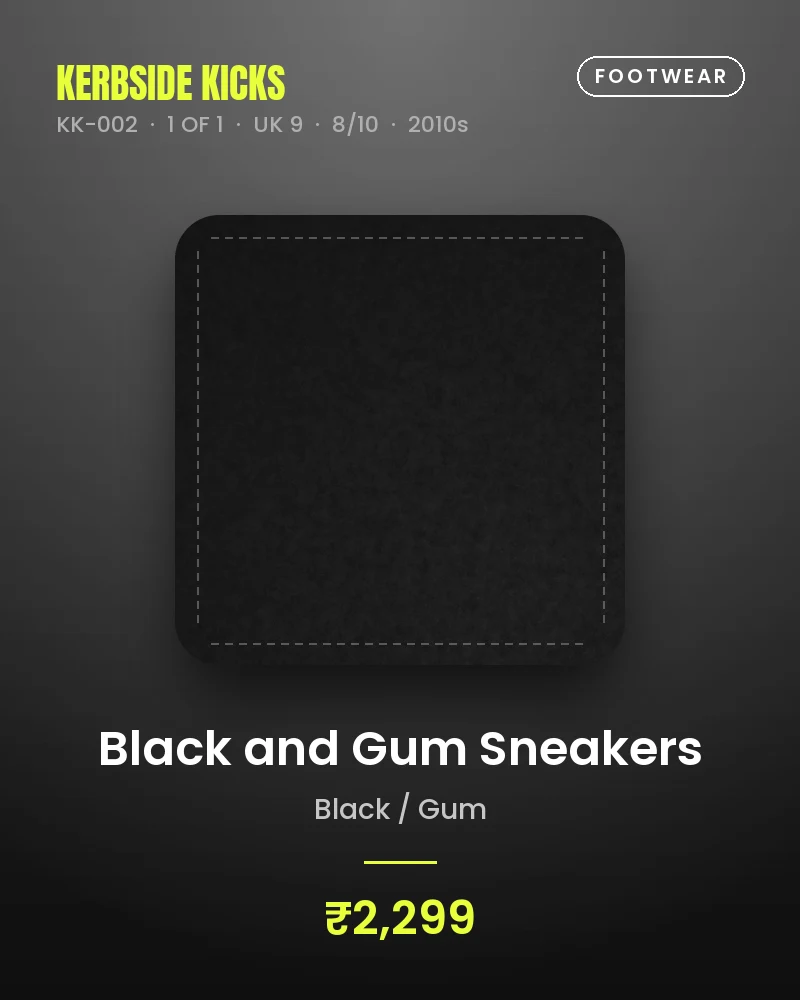 KERBSIDE KICKS
FOOTWEAR
KK-002 · 1 OF 1 · UK 9 · 8/10 · 2010s
Black and Gum Sneakers
Black / Gum
₹2,299